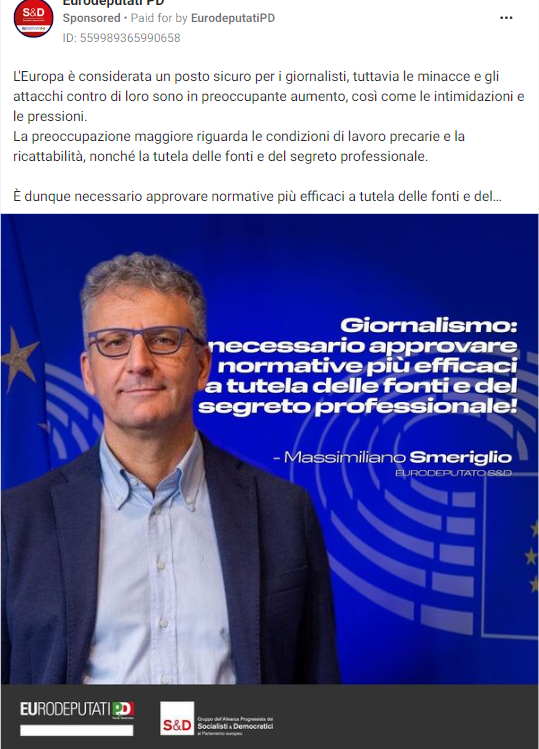 Eurodeputati PD
Sponsored • Paid for by EurodeputatiPD
ID: 559989365990658
L'Europa è considerata un posto sicuro per i giornalisti, tuttavia le minacce e gli
attacchi contro di loro sono in preoccupante aumento, così come le intimidazioni e
le pressioni.
La preoccupazione maggiore riguarda le condizioni di lavoro precarie e la
ricattabilità, nonché la tutela delle fonti e del segreto professionale.
È dunque necessario approvare normative più efficaci a tutela delle fonti e del...
S&D
Giornalismo:
necessario approvare
normative più efficaci
a tutela delle fonti e del
segreto professionale!
- Massimiliano Smeriglio
EURODEPUTATO S&D
EURODEPUTATI PD
S&D
Gruppo dell'Alleanza Progressista dei
Socialisti & Democratici
al Parlamento europeo